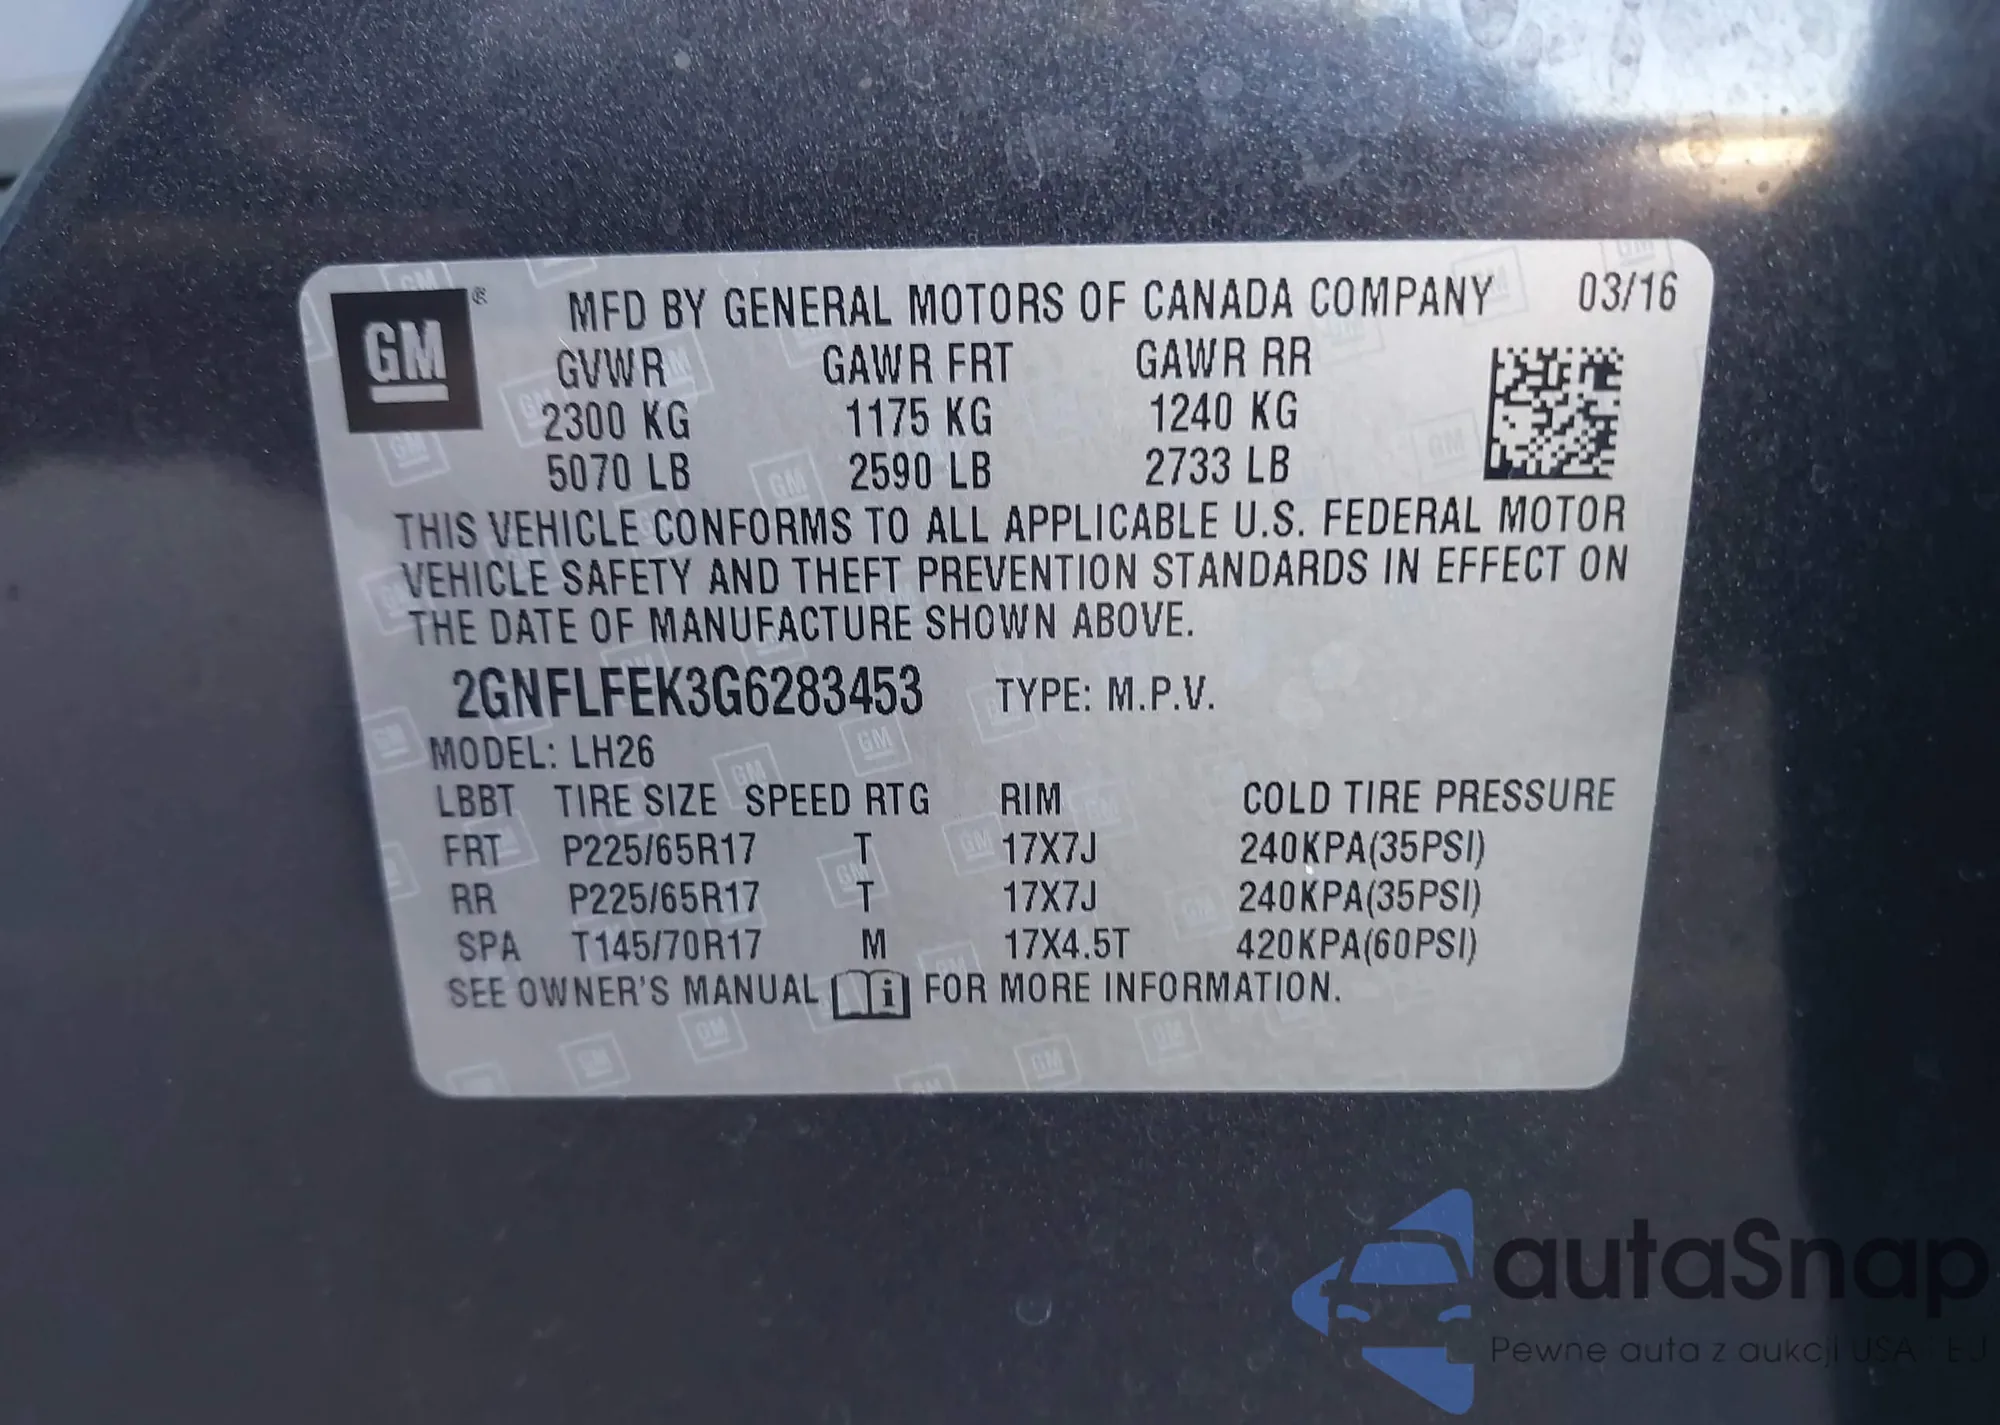 GM ® MFD BY GENERAL MOTORS OF CANADA COMPANY 03/16
GVWR GAWR FRT GAWR RR
2300 KG 1175 KG 1240 KG
5070 LB 2590 LB 2733 LB
THIS VEHICLE CONFORMS TO ALL APPLICABLE U.S. FEDERAL MOTOR
VEHICLE SAFETY AND THEFT PREVENTION STANDARDS IN EFFECT ON
THE DATE OF MANUFACTURE SHOWN ABOVE.
2GNFLFEK3G6283453 TYPE: M.P.V.
MODEL: LH26
LBBT TIRE SIZE SPEED RTG RIM COLD TIRE PRESSURE
FRT P225/65R17 T 17X7J 240KPA(35PSI)
RR P225/65R17 T 17X7J 240KPA(35PSI)
SPA T145/70R17 M 17X4.5T 420KPA(60PSI)
SEE OWNER'S MANUAL i FOR MORE INFORMATION.
autaSnap
Pewne auta z aukcji USA - EU